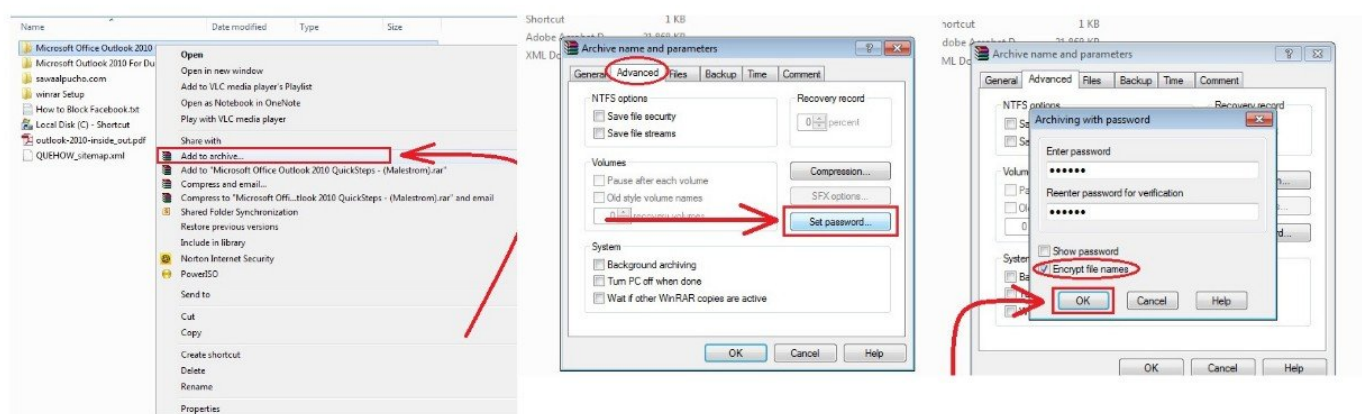 Name Date modified Type Size
Microsoft Office Outlook 2010
Microsoft Outlook 2010 For Du
sawaalpucho.com
winrar Setup
How to Block Facebook.txt
Local Disk (C) - Shortcut
outlook-2010-inside_out.pdf
QUEHOW_sitemap.xml
Open
Open in new window
Add to VLC media player's Playlist
Open as Notebook in OneNote
Play with VLC media player
Share with
Add to archive...
Add to "Microsoft Office Outlook 2010 QuickSteps - (Malestrom).rar"
Compress and email...
Compress to "Microsoft Offi...tlook 2010 QuickSteps - (Malestrom).rar" and email
Shared Folder Synchronization
Restore previous versions
Include in library
Norton Internet Security
PowerISO
Send to
Cut
Copy
Create shortcut
Delete
Rename
Properties
Shortcut 1 KB
Adobe
XML Do
Archive name and parameters
General Advanced Files Backup Time Comment
NTFS options
Save file security
Save file streams
Recovery record
0 percent
Volumes
Pause after each volume
Old style volume names
0 recovery volumes
Compression...
SFX options...
Set password...
System
Background archiving
Turn PC off when done
Wait if other WinRAR copies are active
OK Cancel Help
hortcut 1 KB
dobe
ML Do
Archive name and parameters
General Advanced Files Backup Time Comment
NTFS options Recovery record
Sa
Sa
Volum
Pa
Ol
0
System
Ba
Archiving with password
Enter password
••••••
Reenter password for verification
••••••
Show password
Encrypt file names
OK Cancel Help
OK Cancel Help